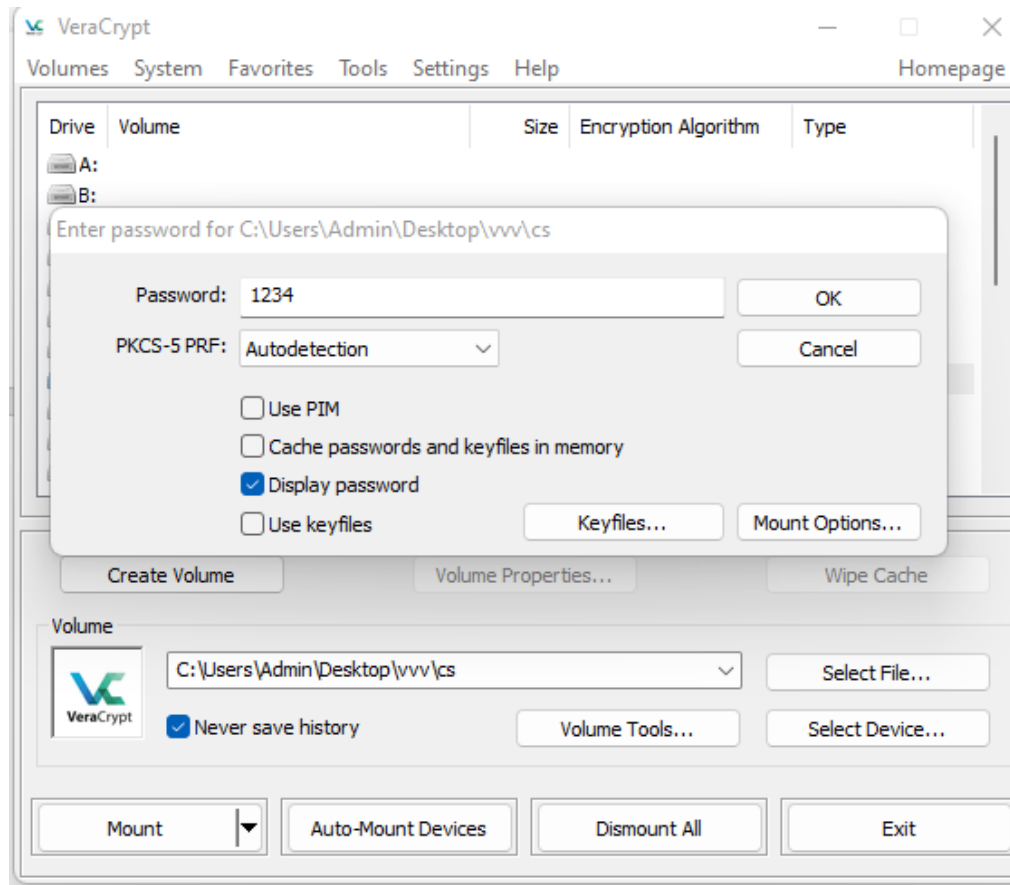 VeraCrypt
Volumes System Favorites Tools Settings Help Homepage
Drive Volume Size Encryption Algorithm Type
A:
B:
Enter password for C:\Users\Admin\Desktop\vvv\cs
Password: 1234 OK
PKCS-5 PRF: Autodetection Cancel
Use PIM
Cache passwords and keyfiles in memory
Display password
Use keyfiles Keyfiles... Mount Options...
Create Volume Volume Properties... Wipe Cache
Volume
C:\Users\Admin\Desktop\vvv\cs Select File...
VeraCrypt
Never save history Volume Tools... Select Device...
Mount Auto-Mount Devices Dismount All Exit